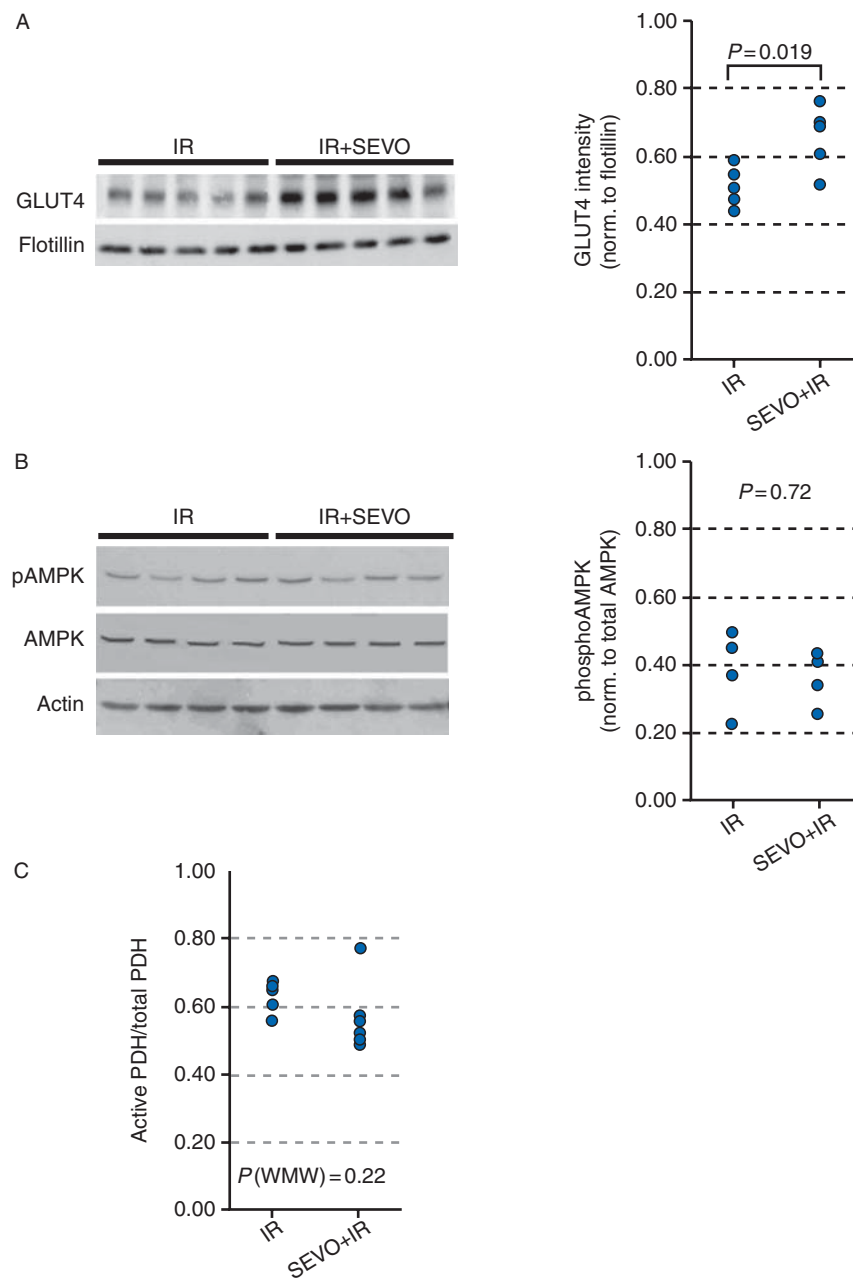 A
IR
IR+SEVO
GLUT4
Flotillin
GLUT4 intensity
(norm. to flotillin)
1.00
0.80
0.60
0.40
0.20
0.00
P=0.019
IR
SEVO+IR
B
IR
IR+SEVO
pAMPK
AMPK
Actin
phosphoAMPK
(norm. to total AMPK)
1.00
0.80
0.60
0.40
0.20
0.00
P=0.72
IR
SEVO+IR
C
Active PDH/total PDH
1.00
0.80
0.60
0.40
0.20
0.00
P(WMW)=0.22
IR
SEVO+IR